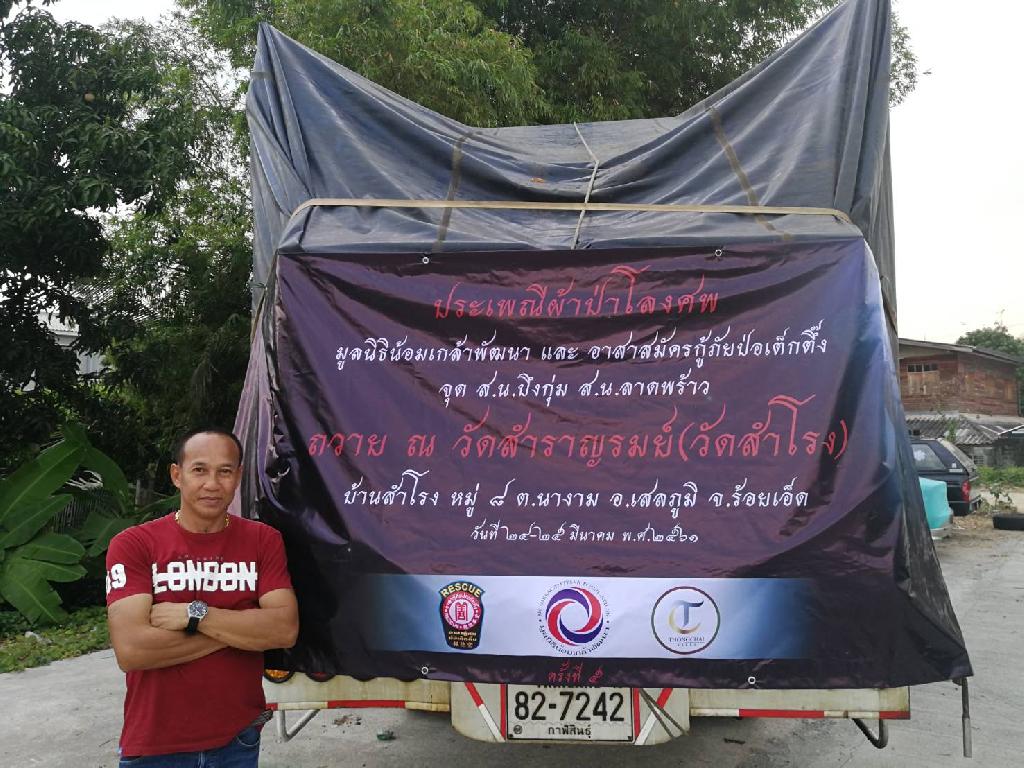 ประเพณีผ้าป่าโลงศพ
มูลนิธิน้อมเกล้าพัฒนา และ อาสาสมัครกู้ภัยป่อเต็กตึ๊ง
จุด ส.น.บึงกุ่ม ส.น.ลาดพร้าว
ถวาย ณ วัดสำราญรมย์(วัดสำโรง)
บ้านสำโรง หมู่ ๘ ต.นางาม อ.เสลภูมิ จ.ร้อยเอ็ด
วันที่ ๒๔-๒๕ มีนาคม พ.ศ.๒๕๖๑
RESCUE
THONGCHAI
ครั้งที่ ๕
82-7242
กาฬสินธุ์
LONDON